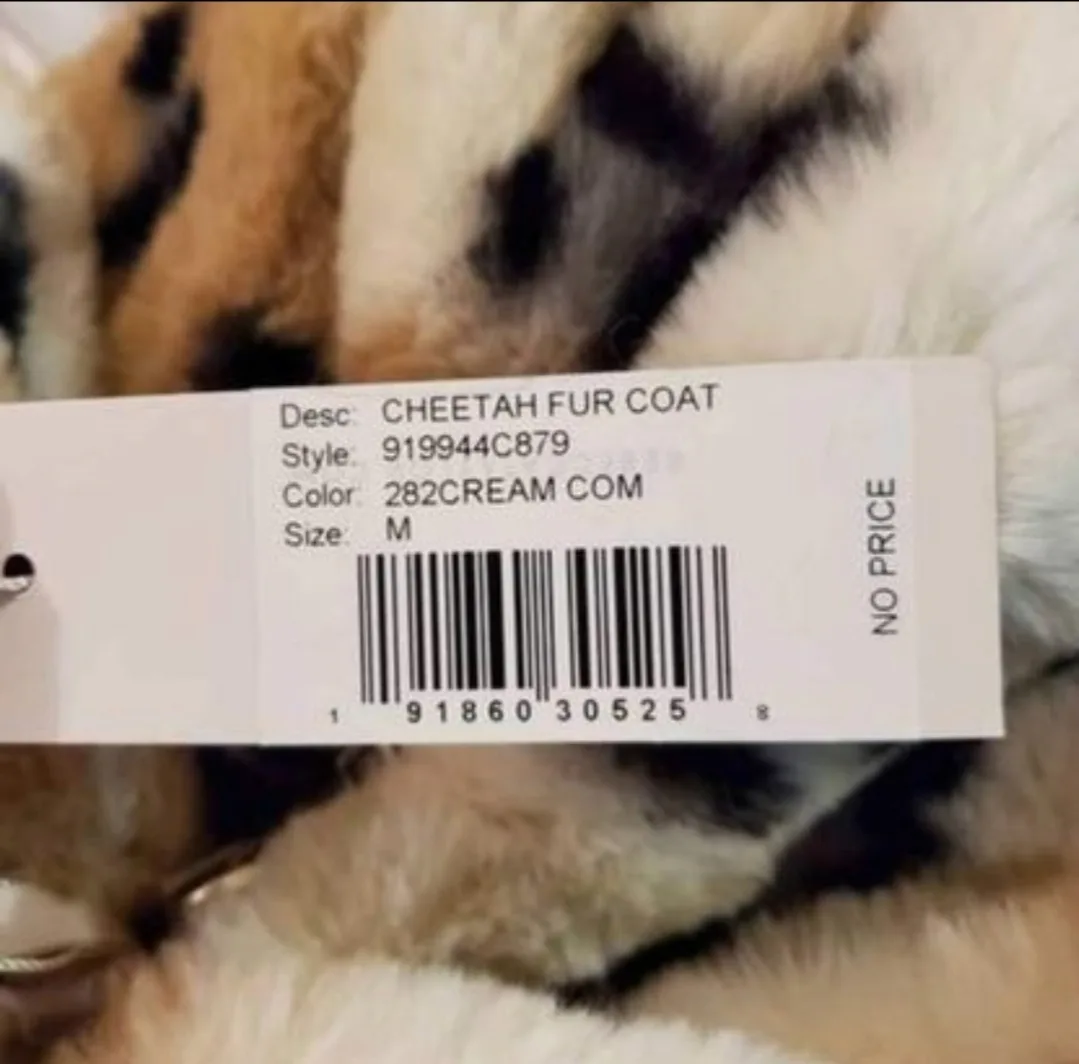 Desc: CHEETAH FUR COAT
Style: 919944C879
Color: 282CREAM COM
Size: M
NO PRICE
1 91860 30525 8